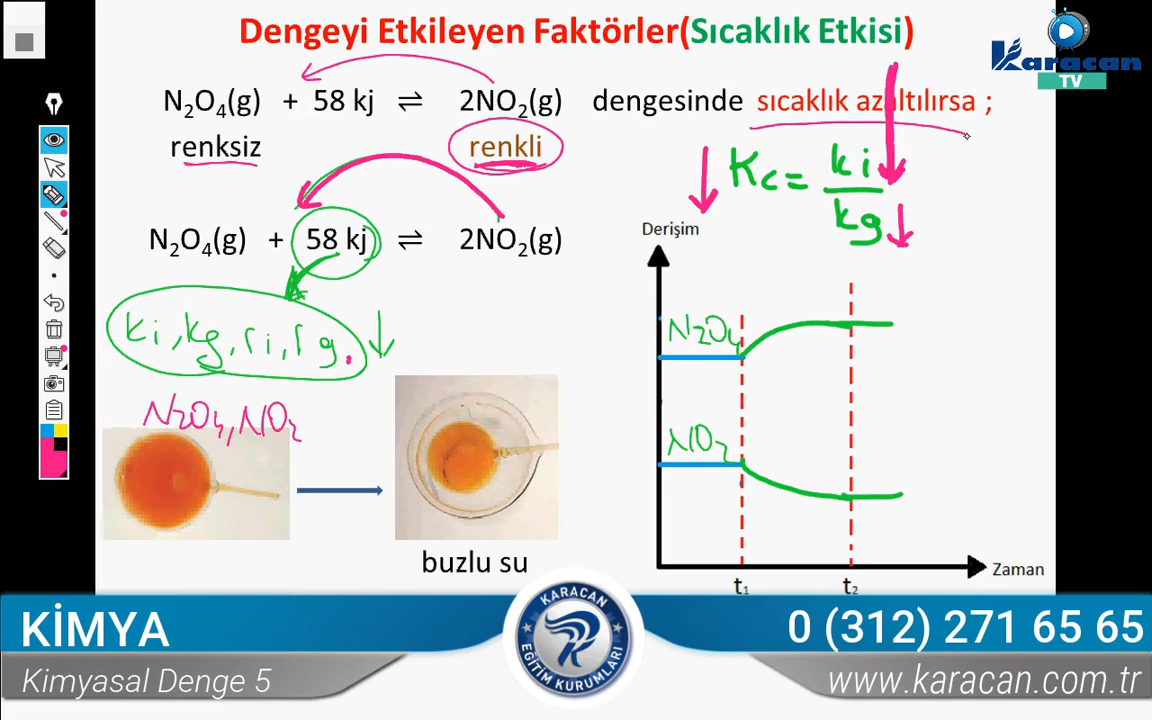 Dengeyi Etkileyen Faktörler(Sıcaklık Etkisi)
Karacan
TV
N₂O₄(g) + 58 kj ⇌ 2NO₂(g) dengesinde sıcaklık azaltılırsa ;
renksiz renkli
Kc = ki/kg
N₂O₄(g) + 58 kj ⇌ 2NO₂(g)
Derişim
ki, kg, ri, rg.
N₂O₄
N₂O₄, NO₂
NO₂
buzlu su
Zaman
t₁ t₂
KİMYA
KARACAN
EĞİTİM KURUMLARI
0 (312) 271 65 65
Kimyasal Denge 5
www.karacan.com.tr